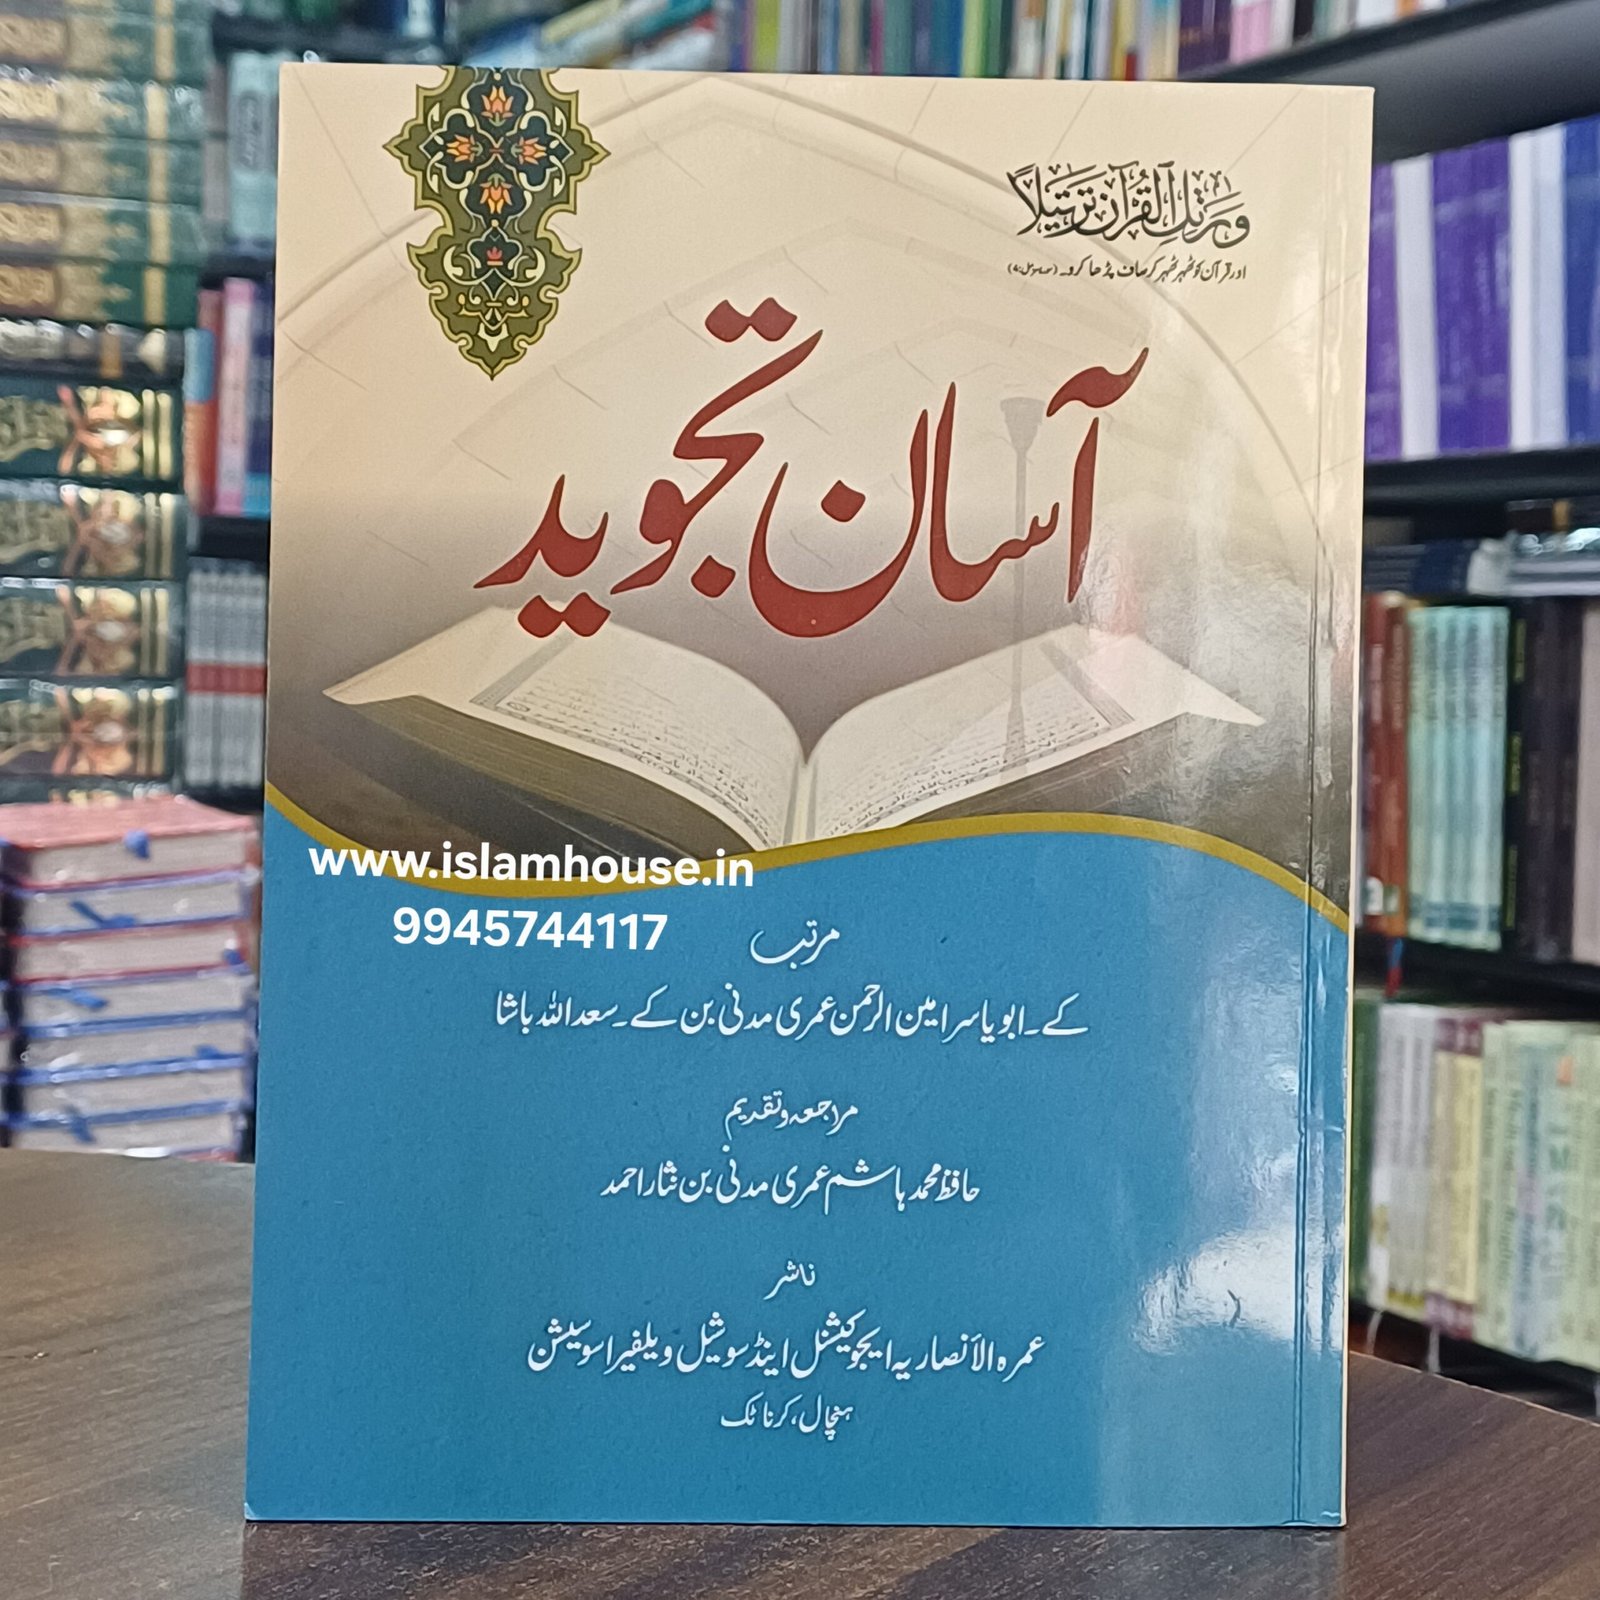 ورتل القرآن ترتيلاً
اور قرآن کو ٹھہر ٹھہر کر صاف پڑھا کرو۔
آسان تجوید
www.islamhouse.in
9945744117
مرتب
کے۔ ابو یاسر امین الرحمن عمری مدنی بن کے۔ سعد اللہ باشا
مراجعہ و تقدیم
حافظ محمد ہاشم عمری مدنی بن نثار احمد
ناشر
عمرہ الأنصاریہ ایجوکیشنل اینڈ سوشیل ویلفیر اسوسیشن
ہنچال، کرناٹک